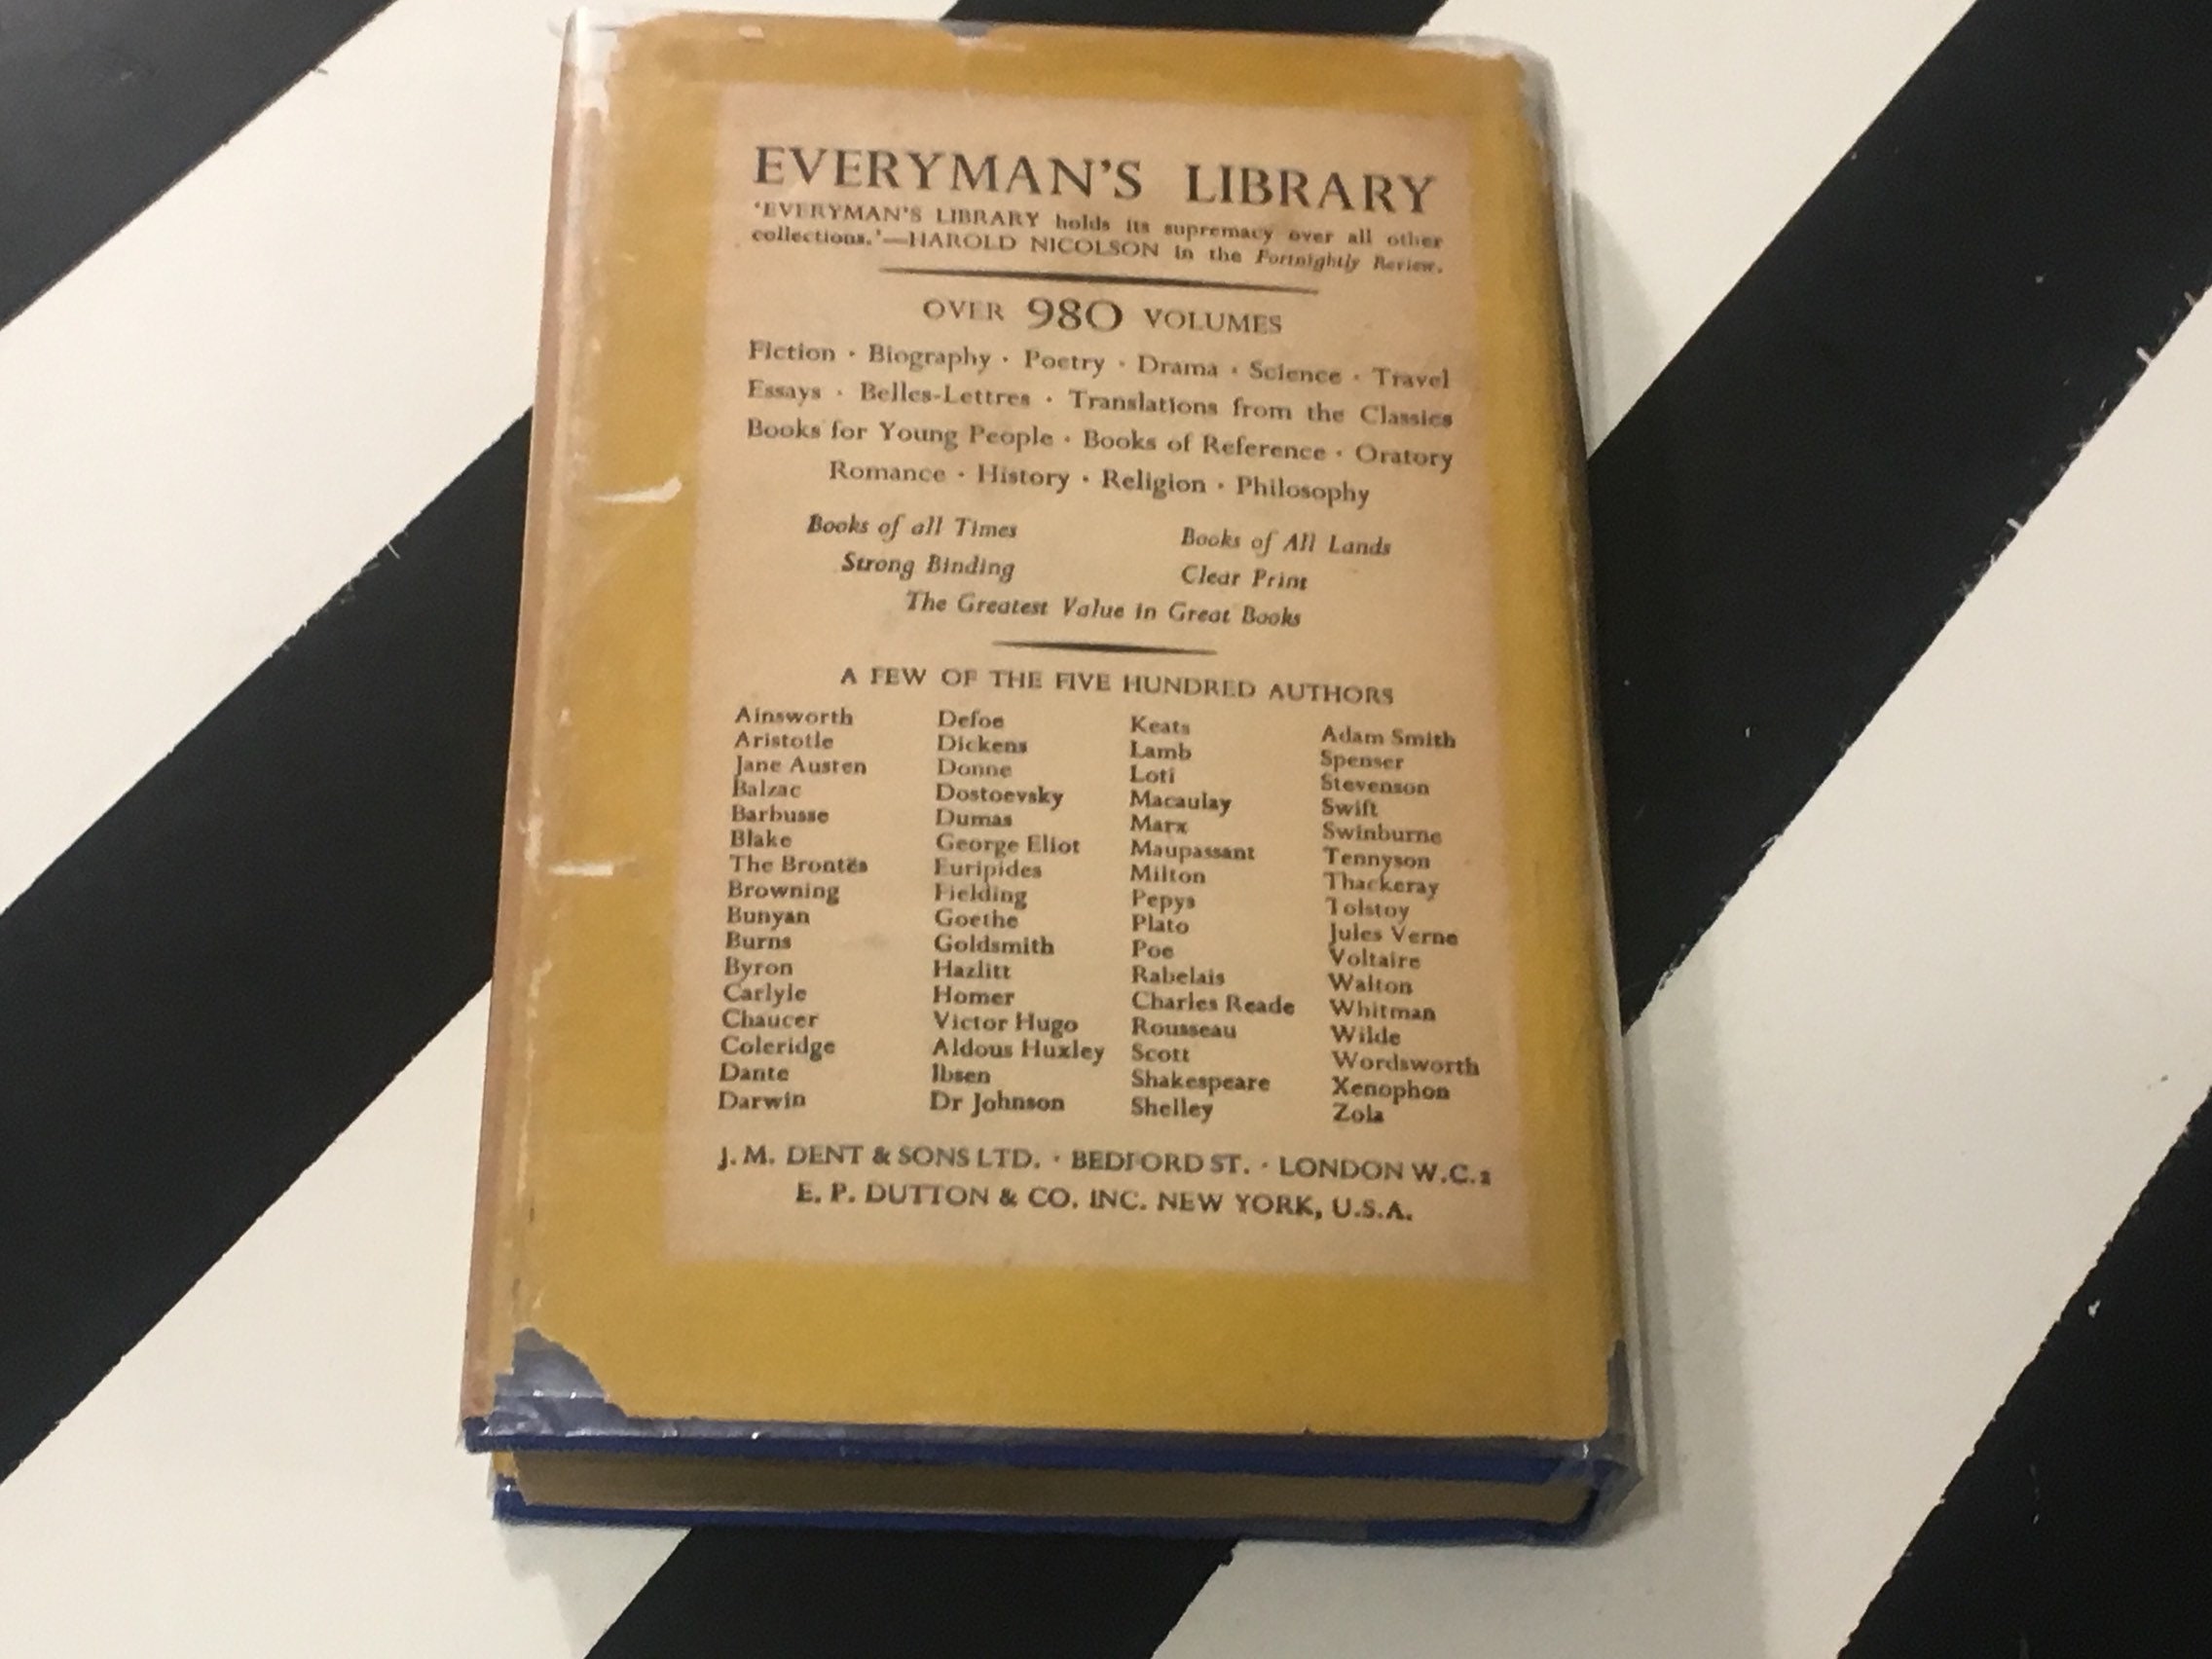 EVERYMAN'S LIBRARY
'EVERYMAN'S LIBRARY holds its supremacy over all other
collections.'—HAROLD NICOLSON in the Fortnightly Review.
OVER 980 VOLUMES
Fiction · Biography · Poetry · Drama · Science · Travel
Essays · Belles-Lettres · Translations from the Classics
Books for Young People · Books of Reference · Oratory
Romance · History · Religion · Philosophy
Books of all Times Books of All Lands
Strong Binding Clear Print
The Greatest Value in Great Books
A FEW OF THE FIVE HUNDRED AUTHORS
Ainsworth
Aristotle
Jane Austen
Balzac
Barbusse
Blake
The Brontës
Browning
Bunyan
Burns
Byron
Carlyle
Chaucer
Coleridge
Dante
Darwin
Defoe
Dickens
Donne
Dostoevsky
Dumas
George Eliot
Euripides
Fielding
Goethe
Goldsmith
Hazlitt
Homer
Victor Hugo
Aldous Huxley
Ibsen
Dr Johnson
Keats
Lamb
Loti
Macaulay
Marx
Maupassant
Milton
Pepys
Plato
Poe
Rabelais
Charles Reade
Rousseau
Scott
Shakespeare
Shelley
Adam Smith
Spenser
Stevenson
Swift
Swinburne
Tennyson
Thackeray
Tolstoy
Jules Verne
Voltaire
Walton
Whitman
Wilde
Wordsworth
Xenophon
Zola
J. M. DENT & SONS LTD. · BEDFORD ST. · LONDON W.C.2
E. P. DUTTON & CO. INC. NEW YORK, U.S.A.